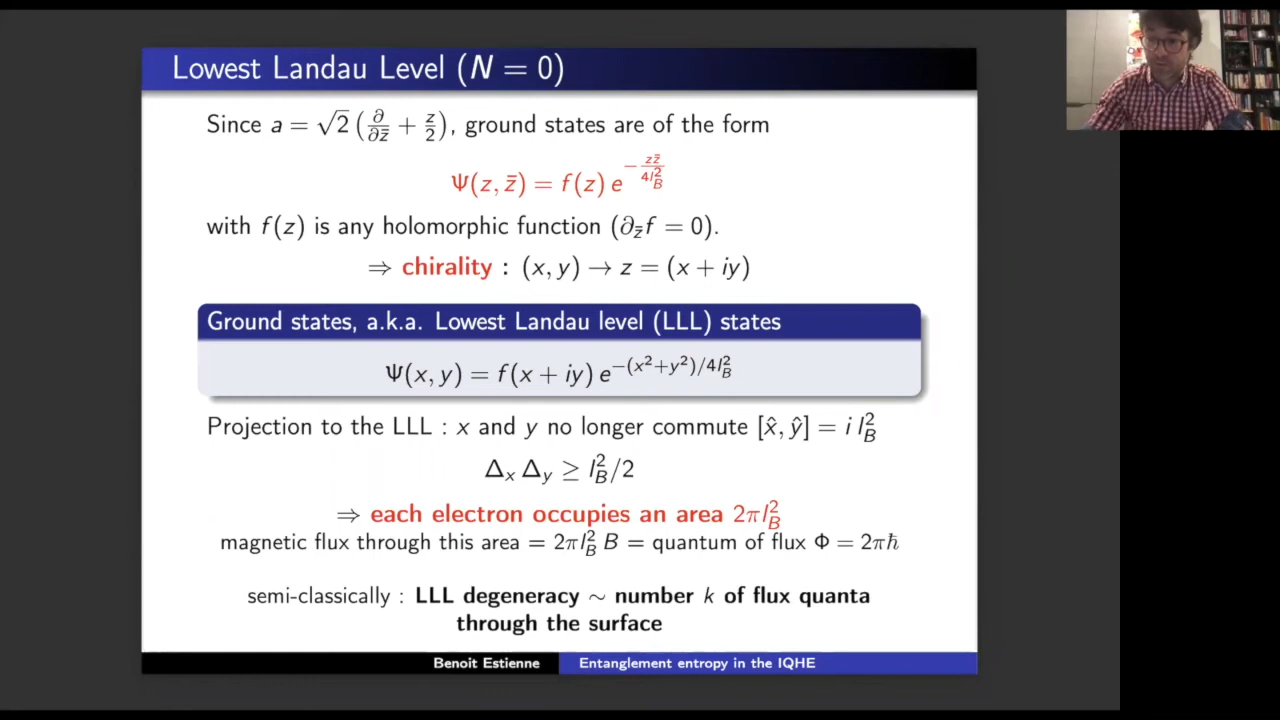 Lowest Landau Level (N = 0)
Since a = √2 (∂/∂z̄ + z/2), ground states are of the form
Ψ(z, z̄) = f(z) e^{−zz̄/4l_B^2}
with f(z) is any holomorphic function (∂_z̄ f = 0).
⇒ chirality : (x, y) → z = (x + iy)
Ground states, a.k.a. Lowest Landau level (LLL) states
Ψ(x, y) = f(x + iy) e^{−(x^2+y^2)/4l_B^2}
Projection to the LLL : x and y no longer commute [x̂, ŷ] = i l_B^2
Δ_x Δ_y ≥ l_B^2/2
⇒ each electron occupies an area 2πl_B^2
magnetic flux through this area = 2πl_B^2 B = quantum of flux Φ = 2πℏ
semi-classically : LLL degeneracy ∼ number k of flux quanta
through the surface
Benoit Estienne Entanglement entropy in the IQHE